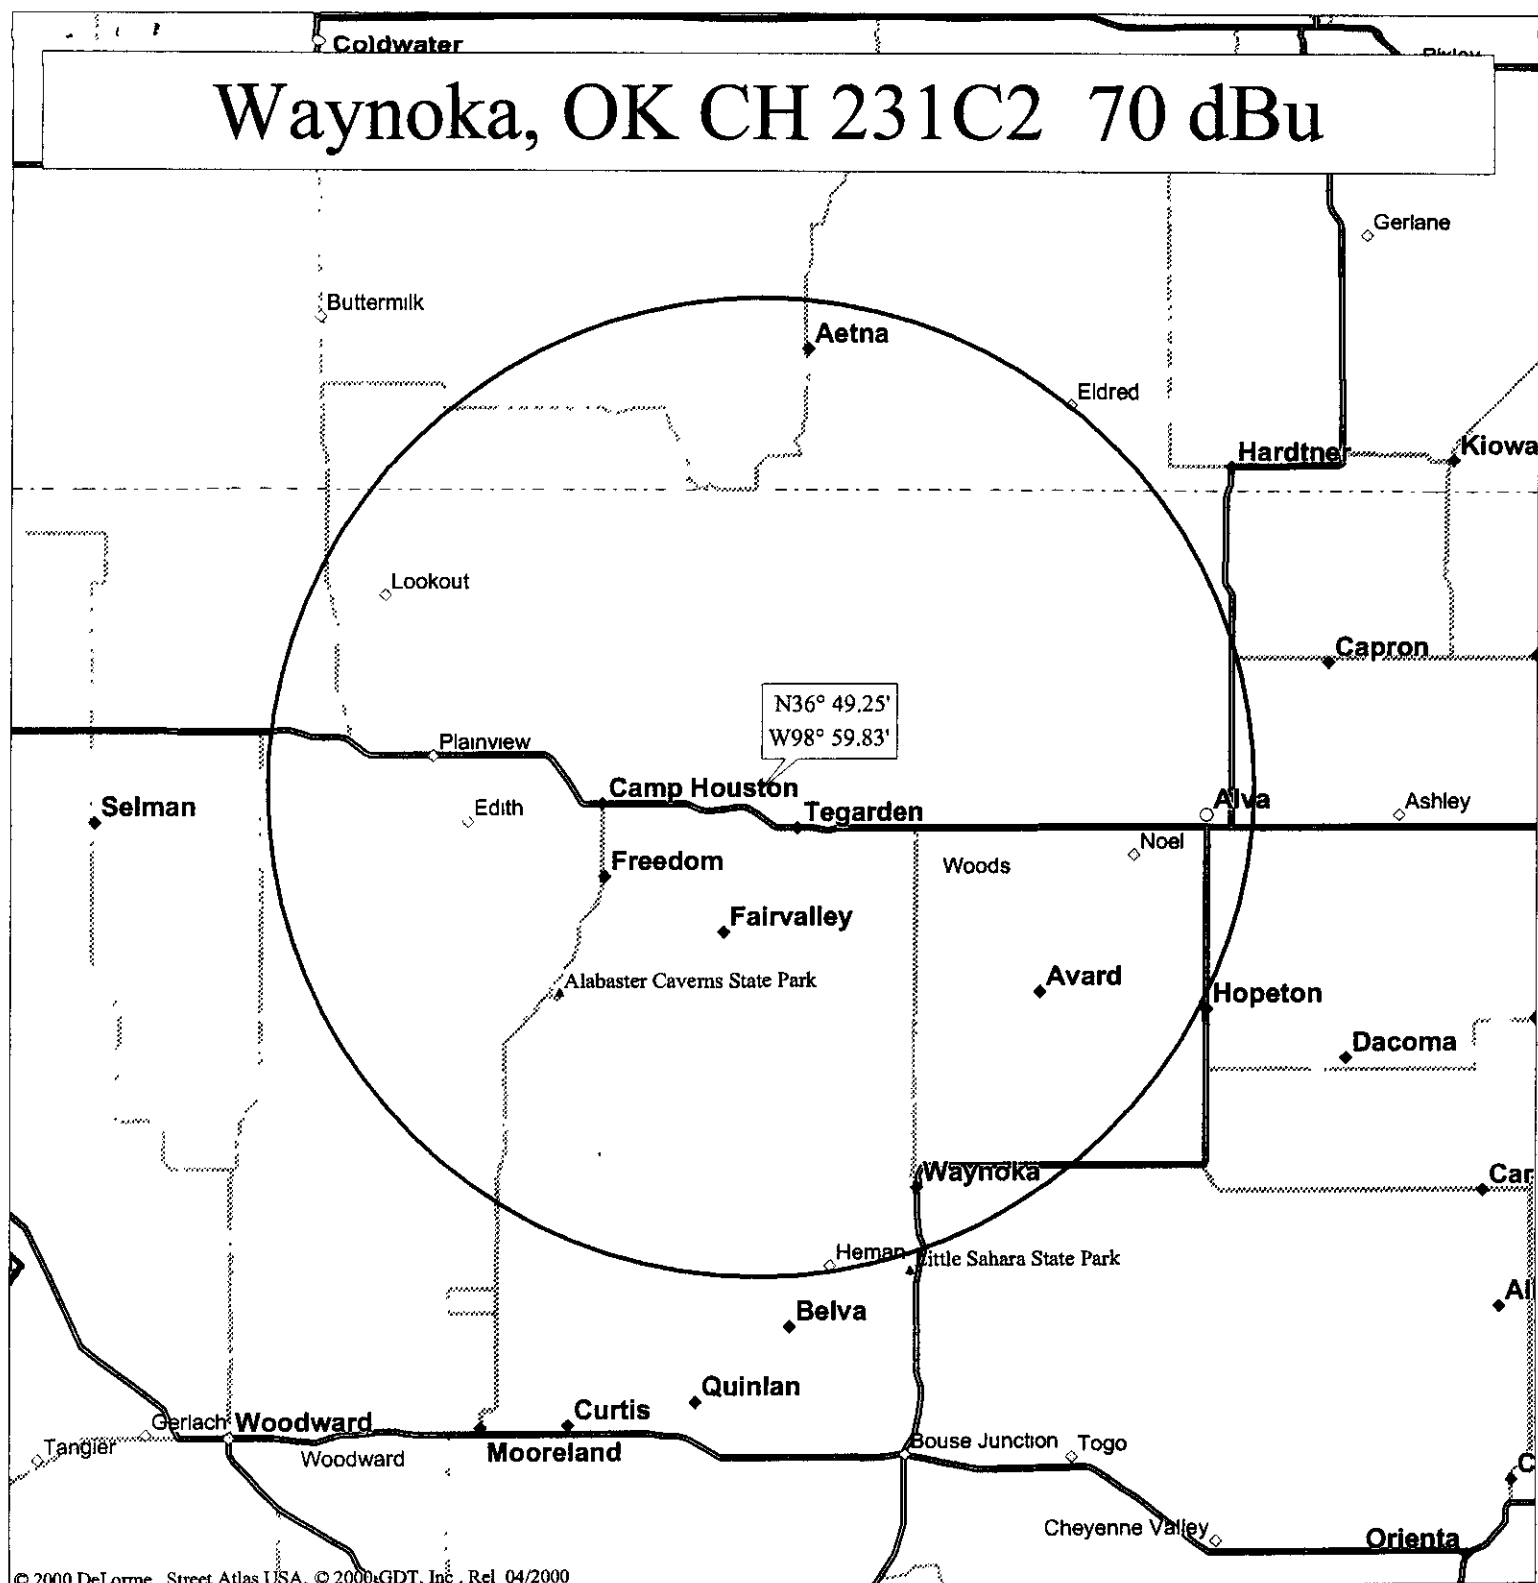 Coldwater
Waynoka, OK CH 231C2 70 dBu
Gerlane
Buttermilk
Aetna
Eldred
Hardtner
Kiowa
Lookout
Capron
N36° 49.25'
W98° 59.83'
Plainview
Camp Houston
Selman
Edith
Tegarden
Alva
Ashley
Noel
Freedom
Woods
Fairvalley
Alabaster Caverns State Park
Avard
Hopeton
Dacoma
Waynoka
Car
Heman
Little Sahara State Park
Al
Belva
Quinlan
Curtis
Gerlach
Woodward
Tangier
Woodward
Mooreland
Bouse Junction
Togo
C
Cheyenne Valley
Orienta
© 2000 DeLorme. Street Atlas USA. © 2000 GDT, Inc., Rel. 04/2000